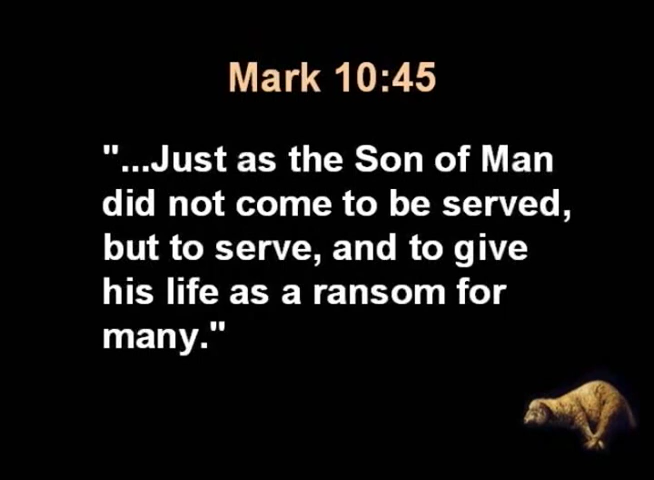 Mark 10:45
"...Just as the Son of Man
did not come to be served,
but to serve, and to give
his life as a ransom for
many."